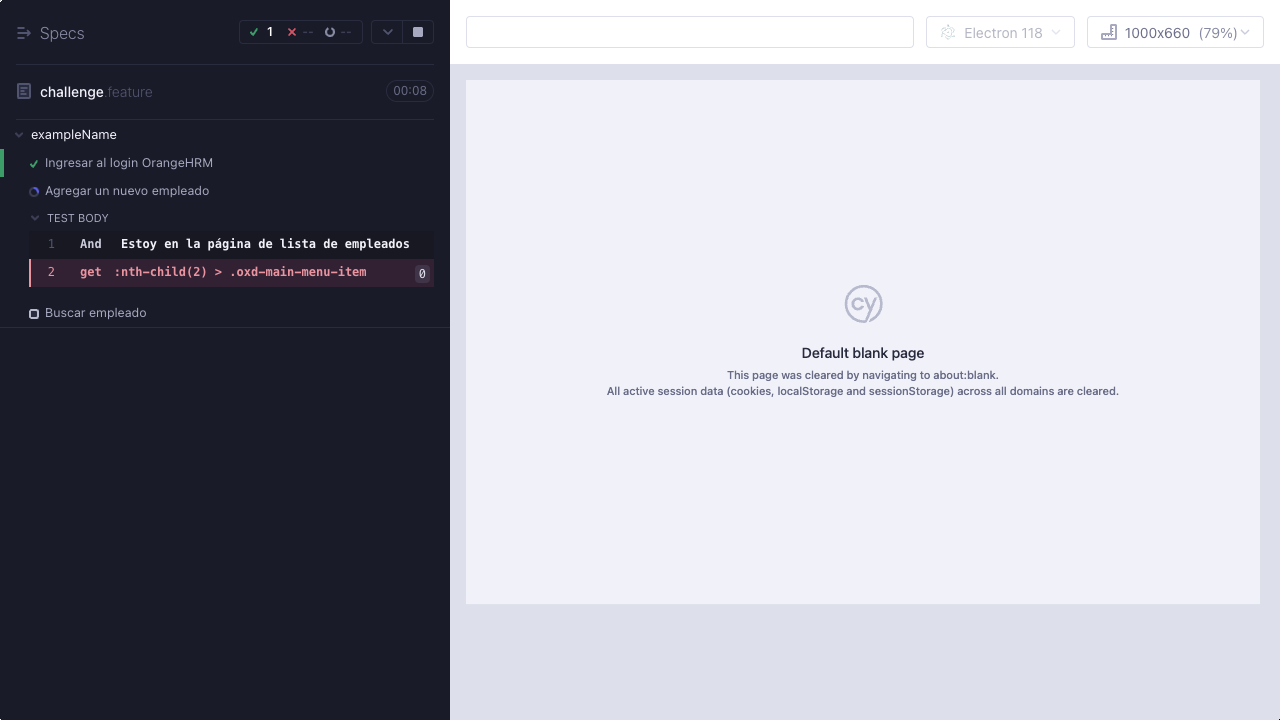 Specs
1
--
--
Electron 118
1000x660 (79%)
challenge.feature
00:08
exampleName
Ingresar al login OrangeHRM
Agregar un nuevo empleado
TEST BODY
1 And Estoy en la página de lista de empleados
2 get :nth-child(2) > .oxd-main-menu-item 0
Buscar empleado
cy
Default blank page
This page was cleared by navigating to about:blank.
All active session data (cookies, localStorage and sessionStorage) across all domains are cleared.